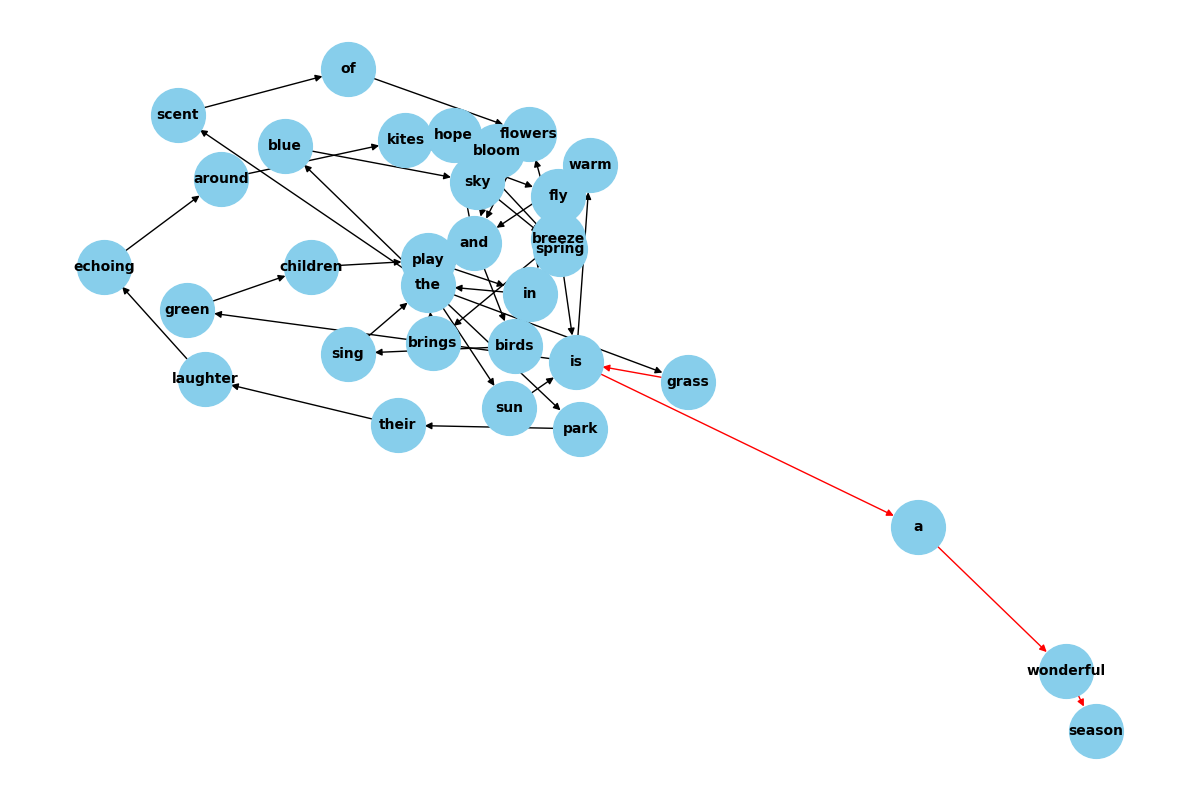 of
scent
kites
hope
flowers
blue
bloom
warm
around
sky
fly
and
breeze
spring
echoing
children
play
the
in
green
sing
brings
birds
is
laughter
grass
sun
their
park
a
wonderful
season